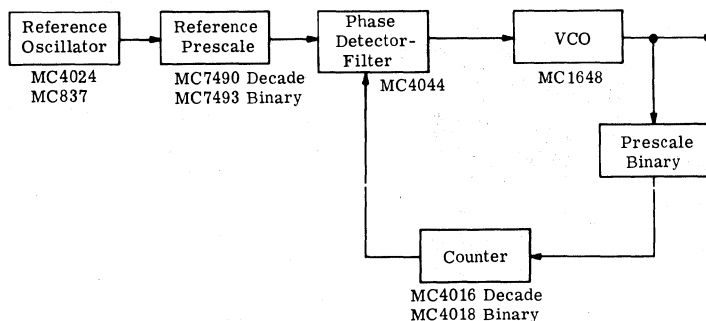 Reference
Oscillator
MC4024
MC837
Reference
Prescale
MC7490 Decade
MC7493 Binary
Phase
Detector-
Filter
MC4044
VCO
MC1648
Prescale
Binary
Counter
MC4016 Decade
MC4018 Binary